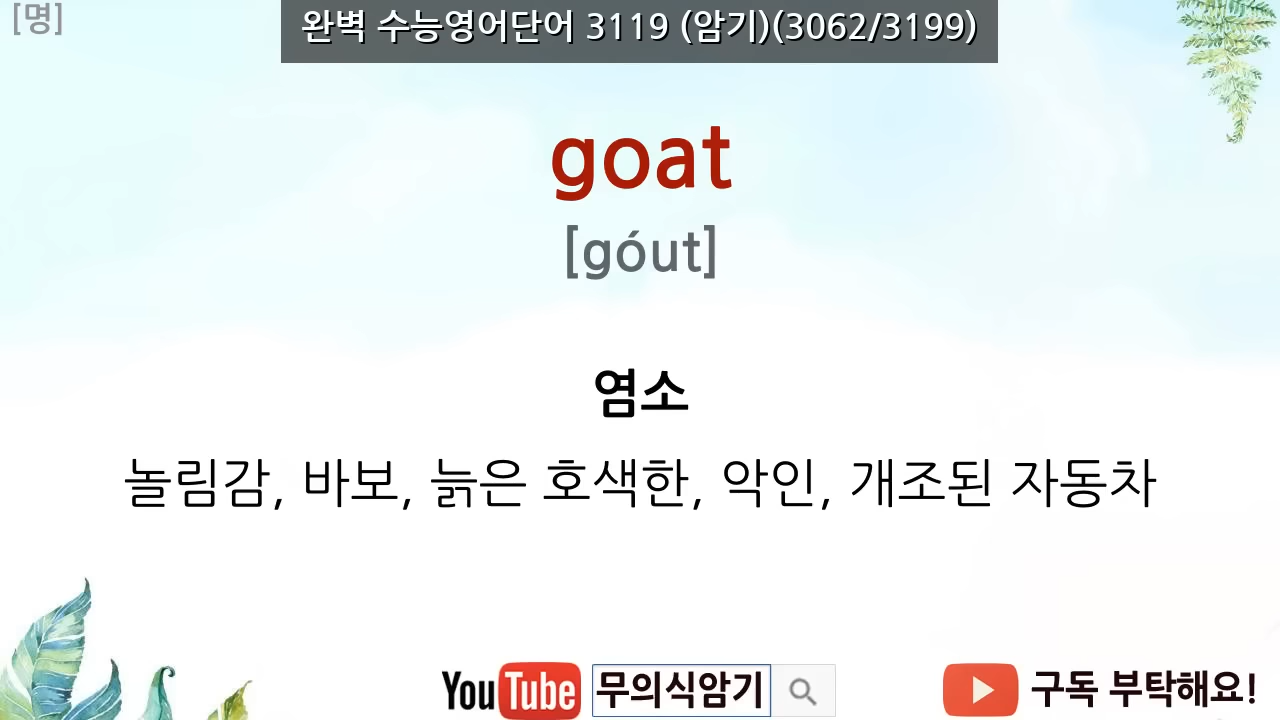 [명]
완벽 수능영어단어 3119 (암기)(3062/3199)
goat
[góut]
염소
놀림감, 바보, 늙은 호색한, 악인, 개조된 자동차
YouTube 무의식암기
구독 부탁해요!